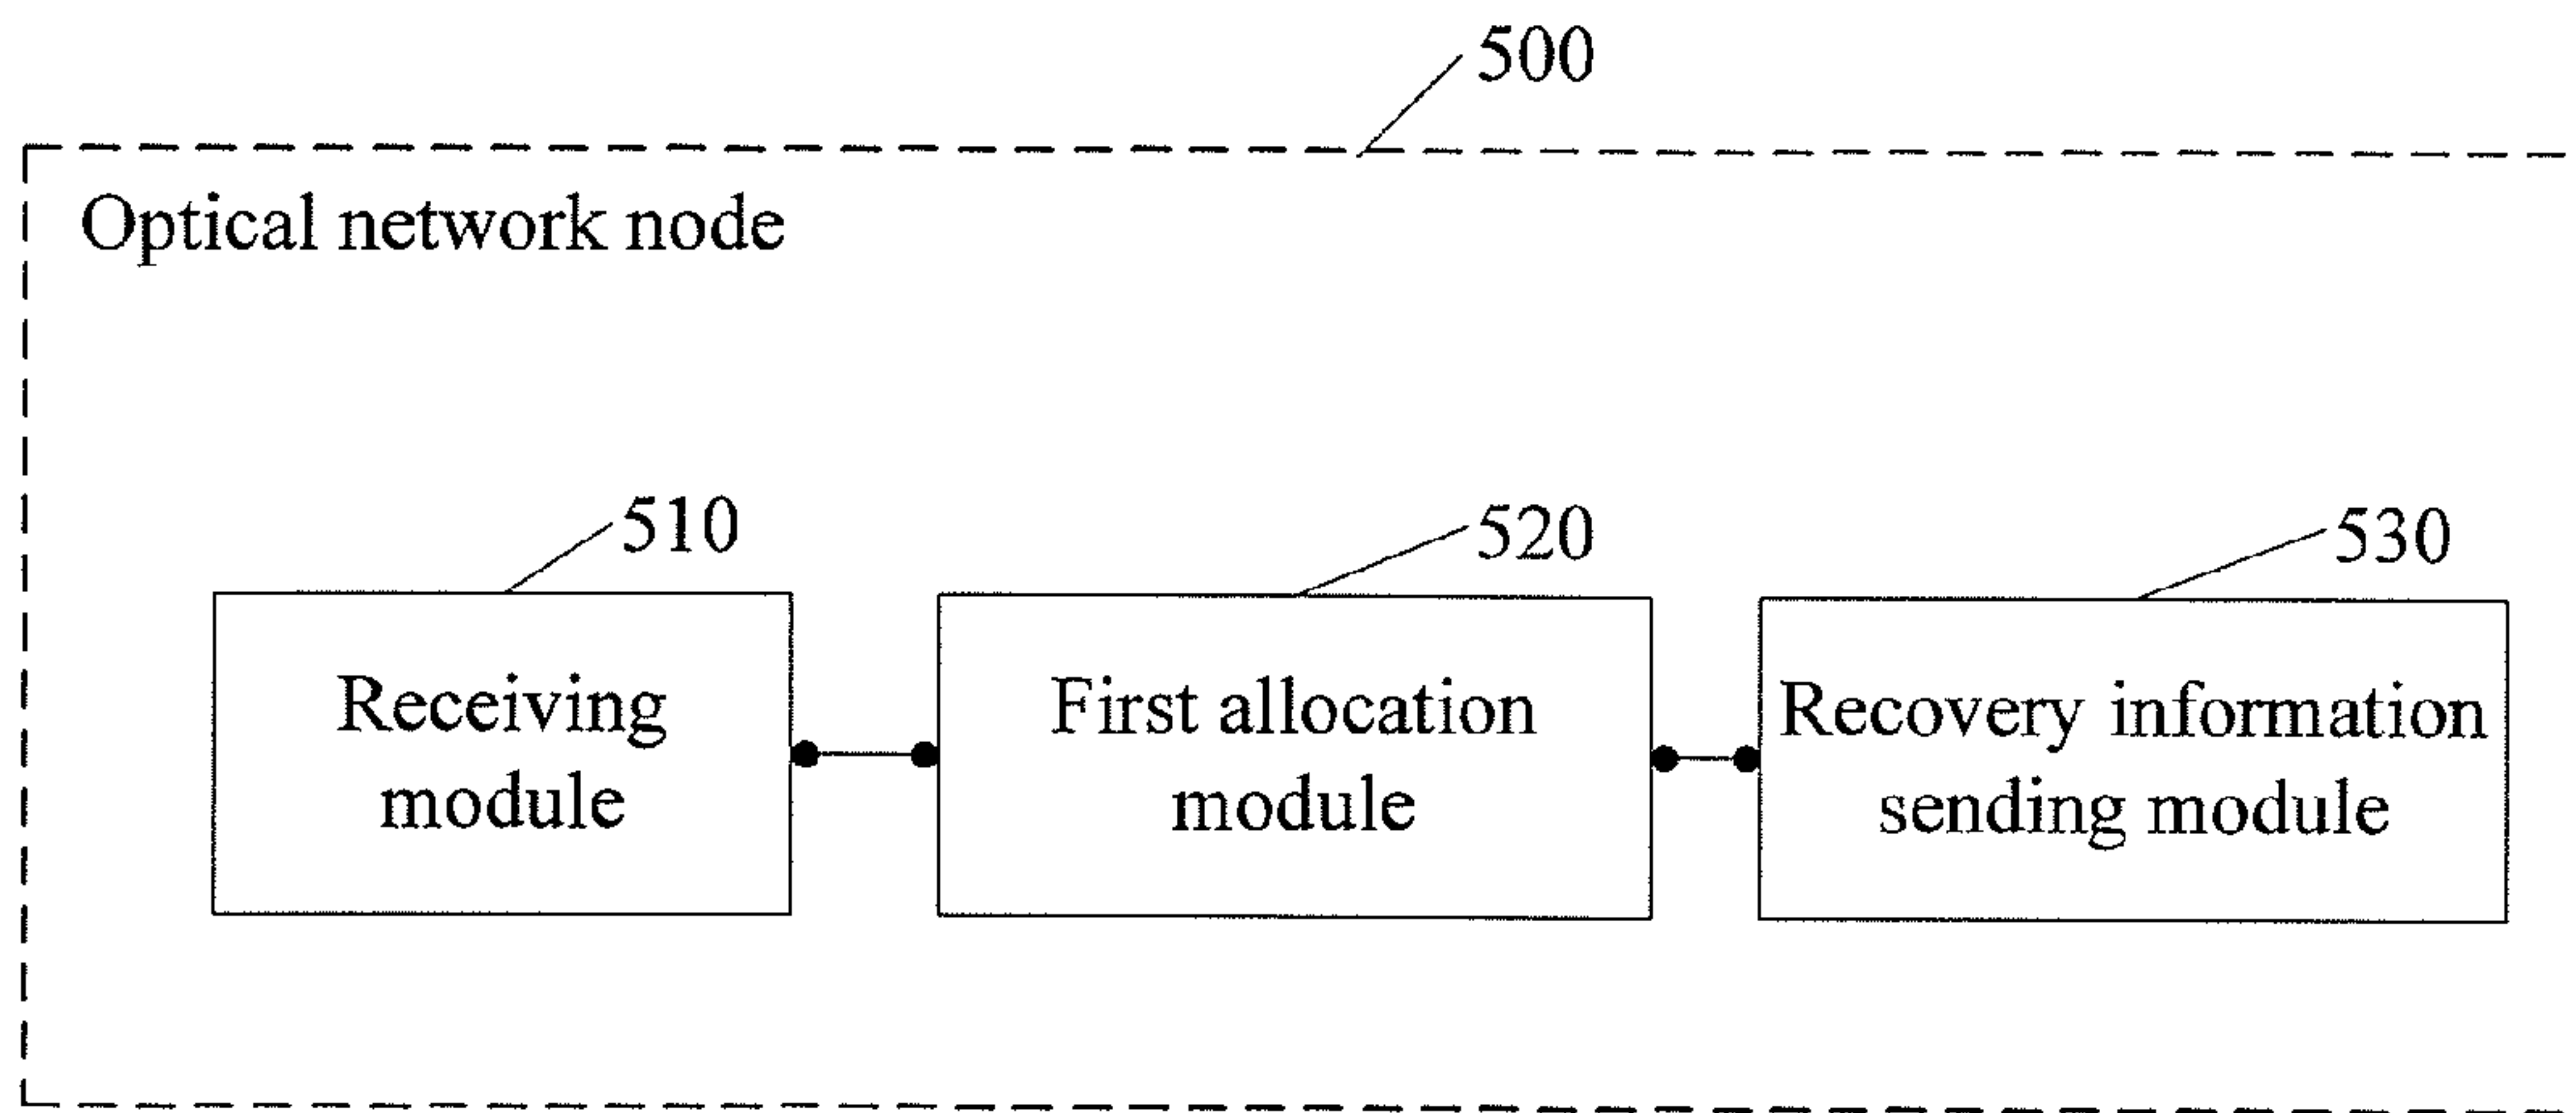 500
Optical network node
510
520
530
Receiving
module
First allocation
module
Recovery information
sending module